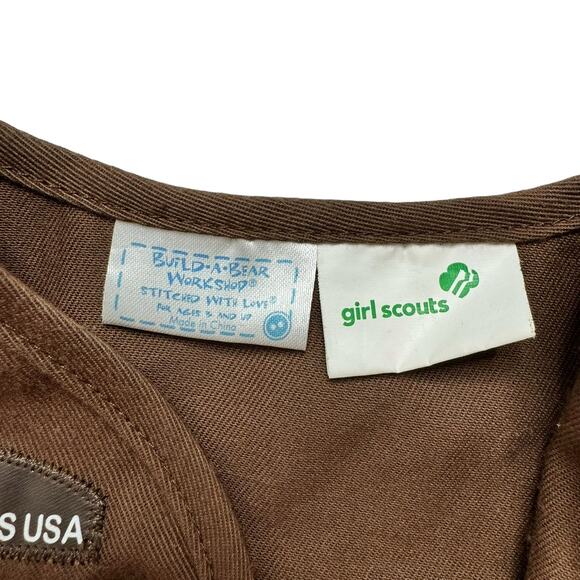 BUILD-A-BEAR
WORKSHOP®
STITCHED WITH LOVE®
FOR AGES 3 AND UP
Made in China
girl scouts
S USA